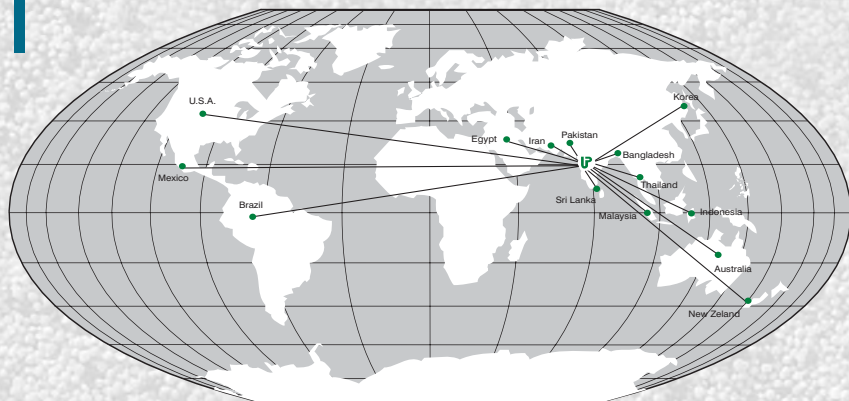 U.S.A.
Korea
Egypt
Iran
Pakistan
Bangladesh
Mexico
Thailand
Sri Lanka
Brazil
Malaysia
Indonesia
Australia
New Zeland